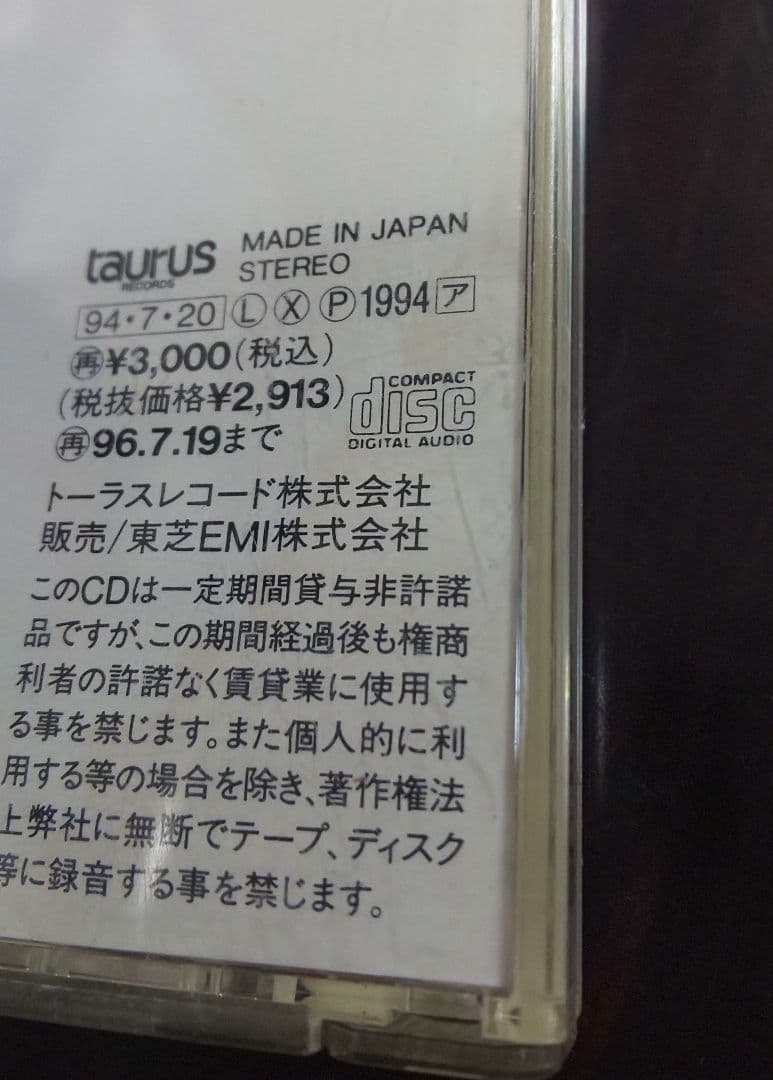 taurus
RECORDS
MADE IN JAPAN
STEREO
94・7・20 Ⓛ Ⓧ Ⓟ1994 ア
㊢¥3,000(税込)
(税抜価格¥2,913)
再96.7.19まで
COMPACT
disc
DIGITAL AUDIO
トーラスレコード株式会社
販売/東芝EMI株式会社
このCDは一定期間貸与非許諾
品ですが、この期間経過後も権商
利者の許諾なく賃貸業に使用す
る事を禁じます。また個人的に利
用する等の場合を除き、著作権法
上弊社に無断でテープ、ディスク
等に録音する事を禁じます。